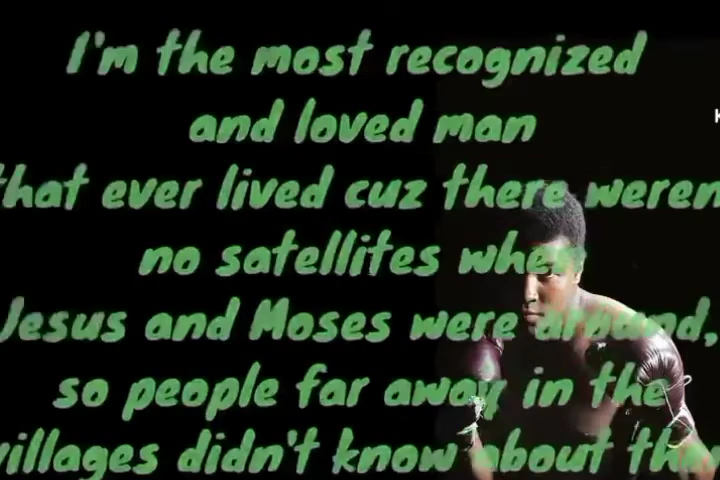 I'm the most recognized
and loved man
that ever lived cuz there weren
no satellites when
Jesus and Moses were around,
so people far away in the
villages didn't know about them
K